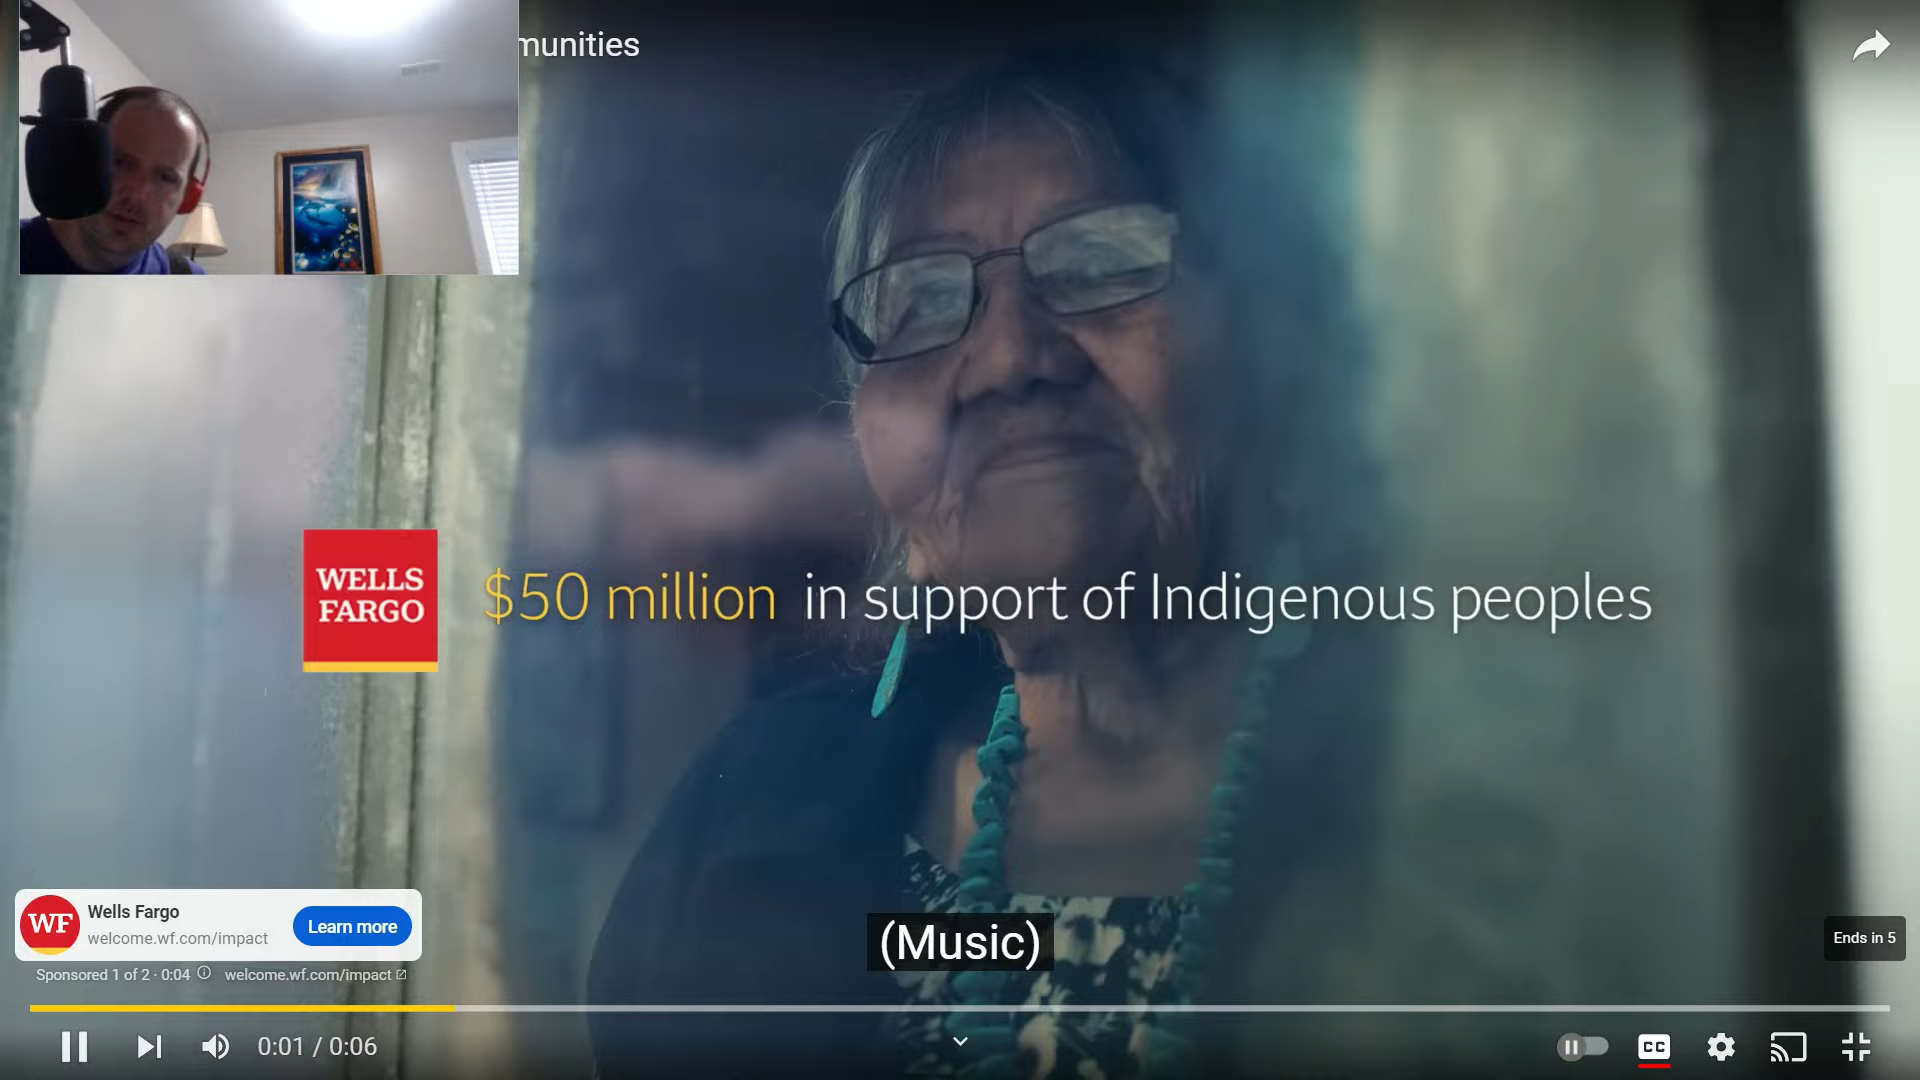 munities
WELLS
FARGO
$50 million in support of Indigenous peoples
WF
Wells Fargo
welcome.wf.com/impact
Learn more
(Music)
Ends in 5
Sponsored 1 of 2 · 0:04 welcome.wf.com/impact
0:01 / 0:06
CC